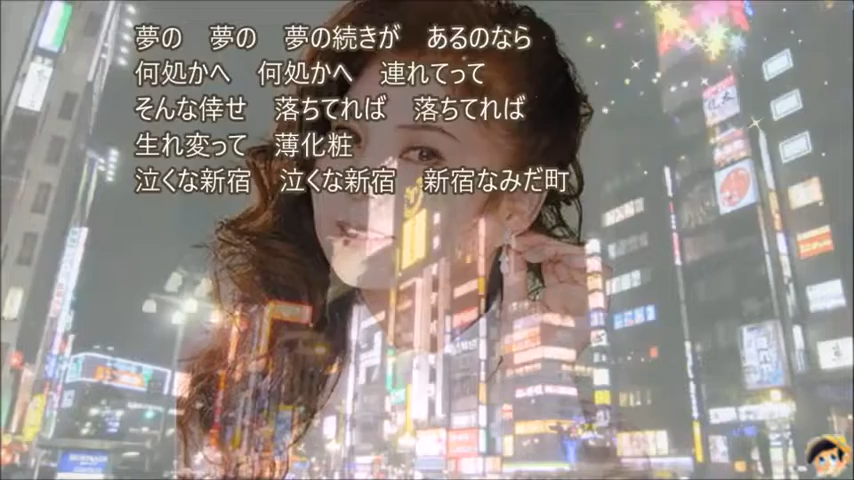 夢の　夢の　夢の続きが　あるのなら
何処かへ　何処かへ　連れてって
そんな倖せ　落ちてれば　落ちてれば
生れ変って　薄化粧
泣くな新宿　泣くな新宿　新宿なみだ町